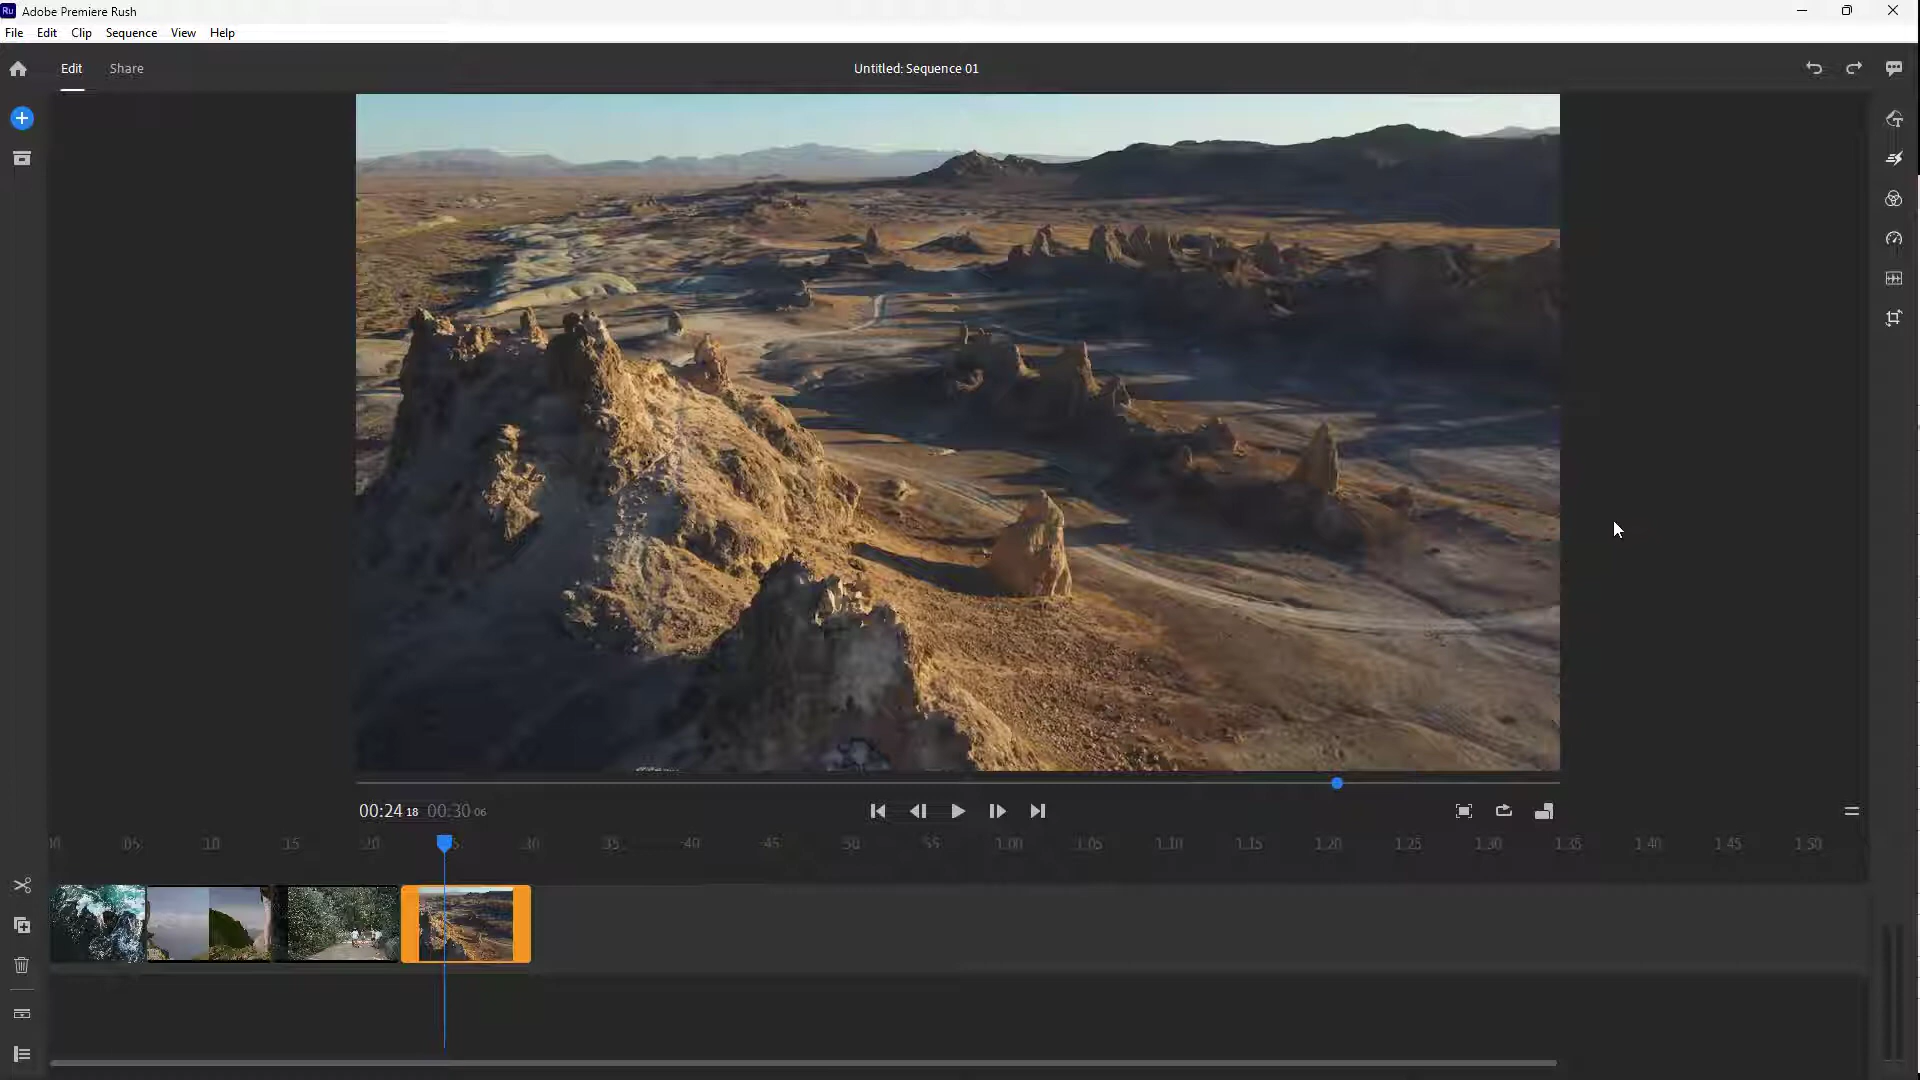 Ru Adobe Premiere Rush
File Edit Clip Sequence View Help
Edit Share Untitled: Sequence 01
00:24 18 00:30 06
:05 :10 :15 :20 :30 :35 :40 :45 :50 :55 1:00 1:05 1:10 1:15 1:20 1:25 1:30 1:35 1:40 1:45 1:50